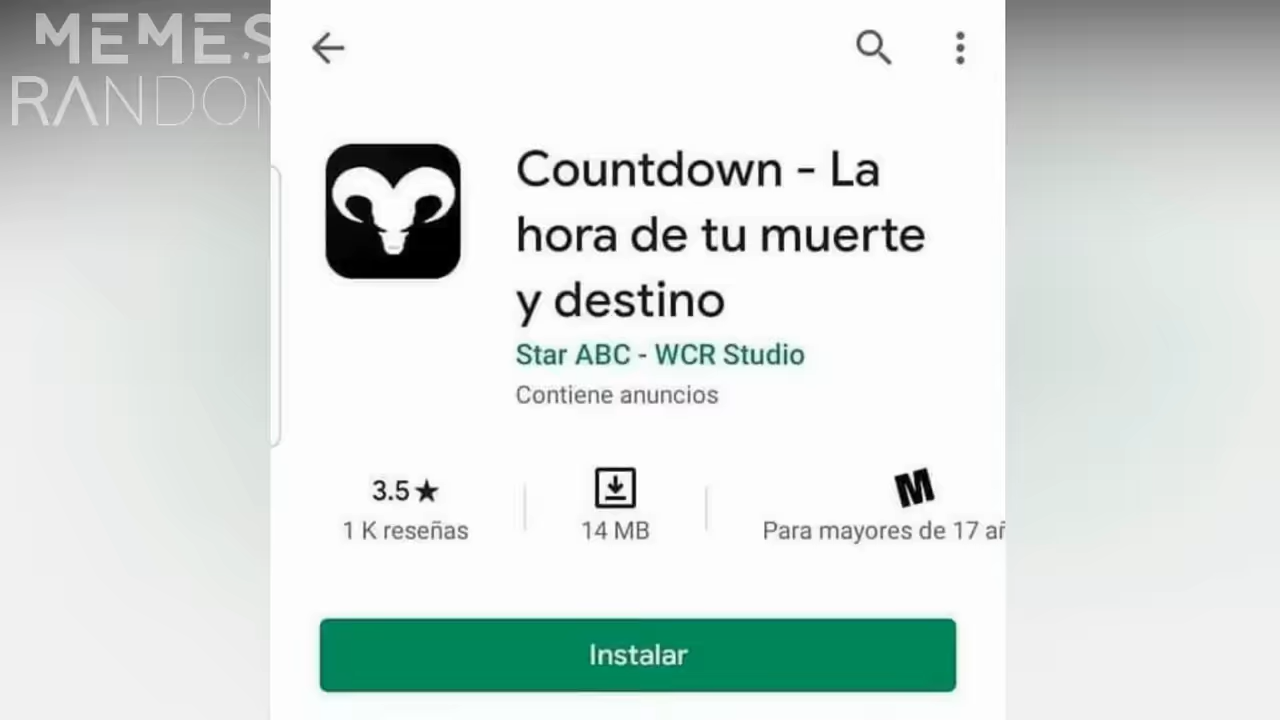 MEMES
RANDOM
Countdown - La
hora de tu muerte
y destino
Star ABC - WCR Studio
Contiene anuncios
3.5★
1 K reseñas
14 MB
M
Para mayores de 17 añ
Instalar